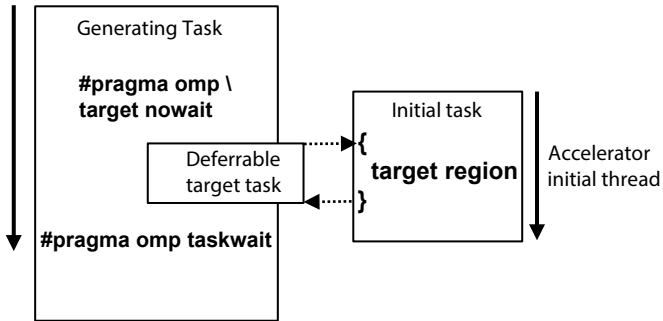 Generating Task
#pragma omp \
target nowait
Initial task
{
Deferrable
target task
target region
Accelerator
initial thread
}
#pragma omp taskwait